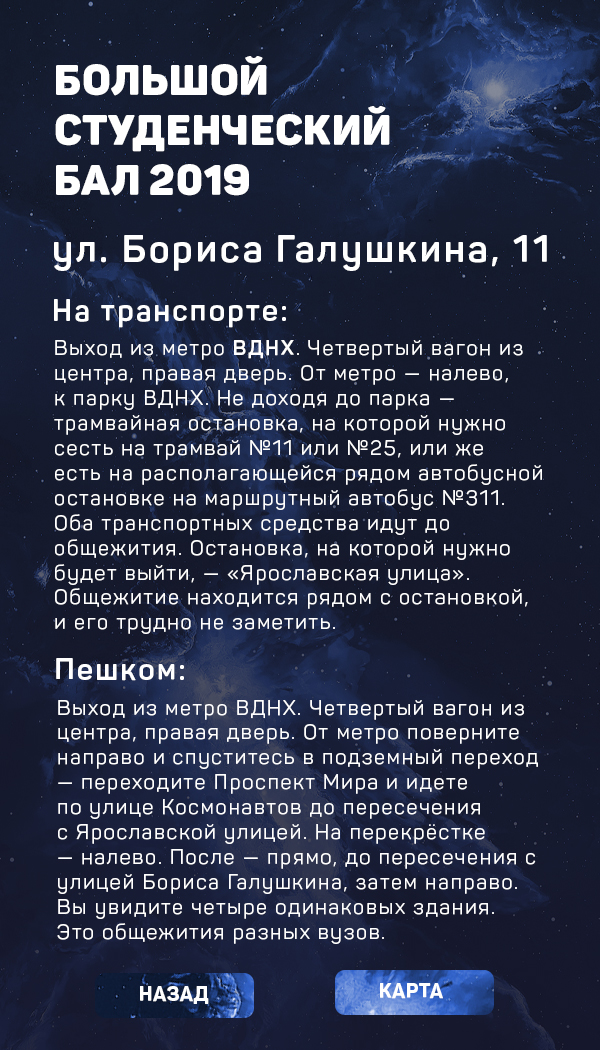 БОЛЬШОЙ
СТУДЕНЧЕСКИЙ
БАЛ 2019
ул. Бориса Галушкина, 11
На транспорте:
Выход из метро ВДНХ. Четвертый вагон из
центра, правая дверь. От метро — налево,
к парку ВДНХ. Не доходя до парка —
трамвайная остановка, на которой нужно
сесть на трамвай №11 или №25, или же
есть на располагающейся рядом автобусной
остановке на маршрутный автобус №311.
Оба транспортных средства идут до
общежития. Остановка, на которой нужно
будет выйти, — «Ярославская улица».
Общежитие находится рядом с остановкой,
и его трудно не заметить.
Пешком:
Выход из метро ВДНХ. Четвертый вагон из
центра, правая дверь. От метро поверните
направо и спуститесь в подземный переход
— переходите Проспект Мира и идете
по улице Космонавтов до пересечения
с Ярославской улицей. На перекрёстке
— налево. После — прямо, до пересечения с
улицей Бориса Галушкина, затем направо.
Вы увидите четыре одинаковых здания.
Это общежития разных вузов.
НАЗАД
КАРТА